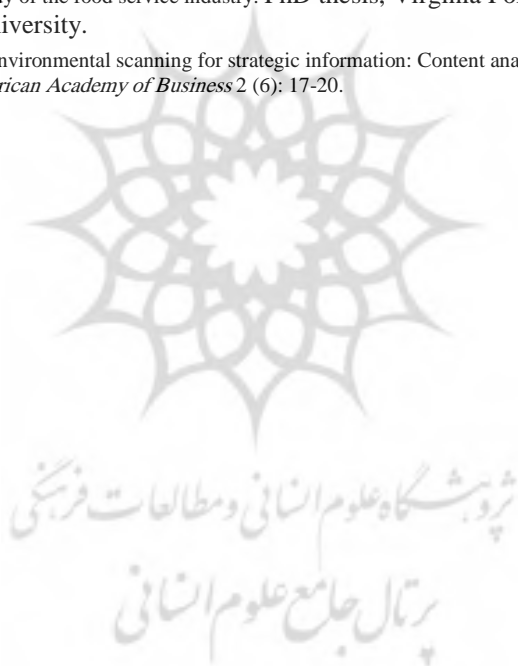 dy of the food service industry. PhD thesis, Virginia Po
iversity.
nvironmental scanning for strategic information: Content ana
rican Academy of Business 2 (6): 17-20.
پژوهشگاه علوم انسانی و مطالعات فرهنگی
پرتال جامع علوم انسانی